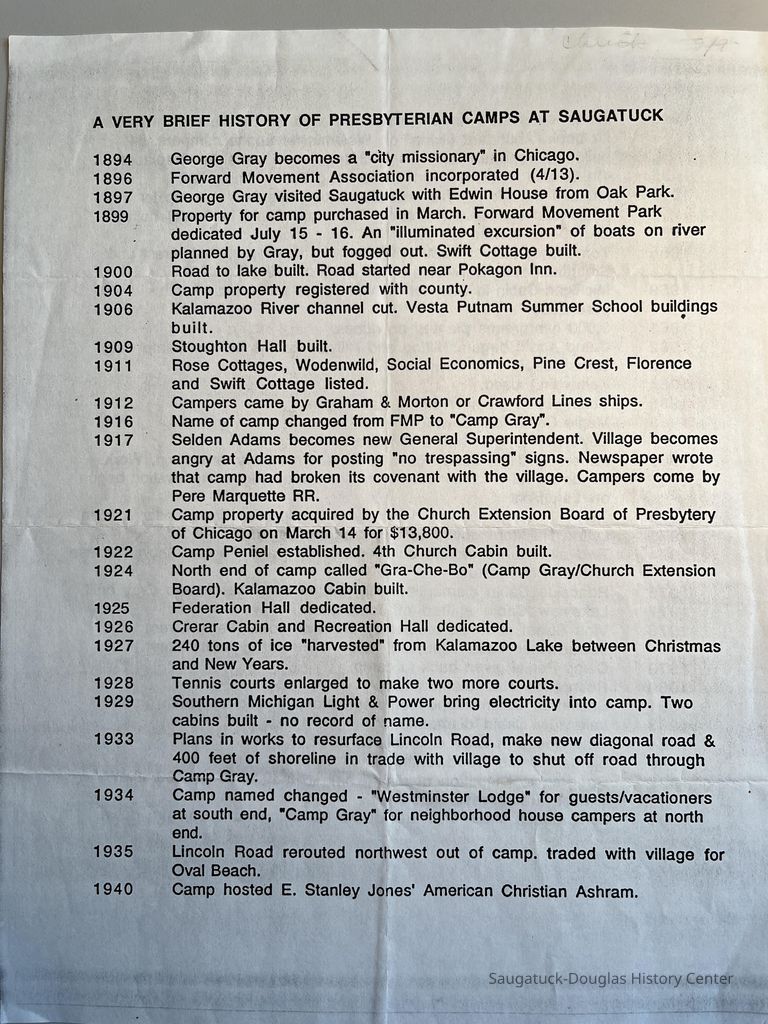 A VERY BRIEF HISTORY OF PRESBYTERIAN CAMPS AT SAUGATUCK
1894 George Gray becomes a "city missionary" in Chicago.
1896 Forward Movement Association incorporated (4/13).
1897 George Gray visited Saugatuck with Edwin House from Oak Park.
1899 Property for camp purchased in March. Forward Movement Park
dedicated July 15 - 16. An "illuminated excursion" of boats on river
planned by Gray, but fogged out. Swift Cottage built.
1900 Road to lake built. Road started near Pokagon Inn.
1904 Camp property registered with county.
1906 Kalamazoo River channel cut. Vesta Putnam Summer School buildings
built.
1909 Stoughton Hall built.
1911 Rose Cottages, Wodenwild, Social Economics, Pine Crest, Florence
and Swift Cottage listed.
1912 Campers came by Graham & Morton or Crawford Lines ships.
1916 Name of camp changed from FMP to "Camp Gray".
1917 Selden Adams becomes new General Superintendent. Village becomes
angry at Adams for posting "no trespassing" signs. Newspaper wrote
that camp had broken its covenant with the village. Campers come by
Pere Marquette RR.
1921 Camp property acquired by the Church Extension Board of Presbytery
of Chicago on March 14 for $13,800.
1922 Camp Peniel established. 4th Church Cabin built.
1924 North end of camp called "Gra-Che-Bo" (Camp Gray/Church Extension
Board). Kalamazoo Cabin built.
1925 Federation Hall dedicated.
1926 Crerar Cabin and Recreation Hall dedicated.
1927 240 tons of ice "harvested" from Kalamazoo Lake between Christmas
and New Years.
1928 Tennis courts enlarged to make two more courts.
1929 Southern Michigan Light & Power bring electricity into camp. Two
cabins built - no record of name.
1933 Plans in works to resurface Lincoln Road, make new diagonal road &
400 feet of shoreline in trade with village to shut off road through
Camp Gray.
1934 Camp named changed - "Westminster Lodge" for guests/vacationers
at south end, "Camp Gray" for neighborhood house campers at north
end.
1935 Lincoln Road rerouted northwest out of camp. traded with village for
Oval Beach.
1940 Camp hosted E. Stanley Jones' American Christian Ashram.
Saugatuck-Douglas History Center